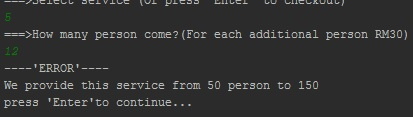 ===>Select service (or press 'Enter' to checkout)
5
===>How many person come?(For each additional person RM30)
12
----'ERROR'----
We provide this service from 50 person to 150
press 'Enter'to continue...